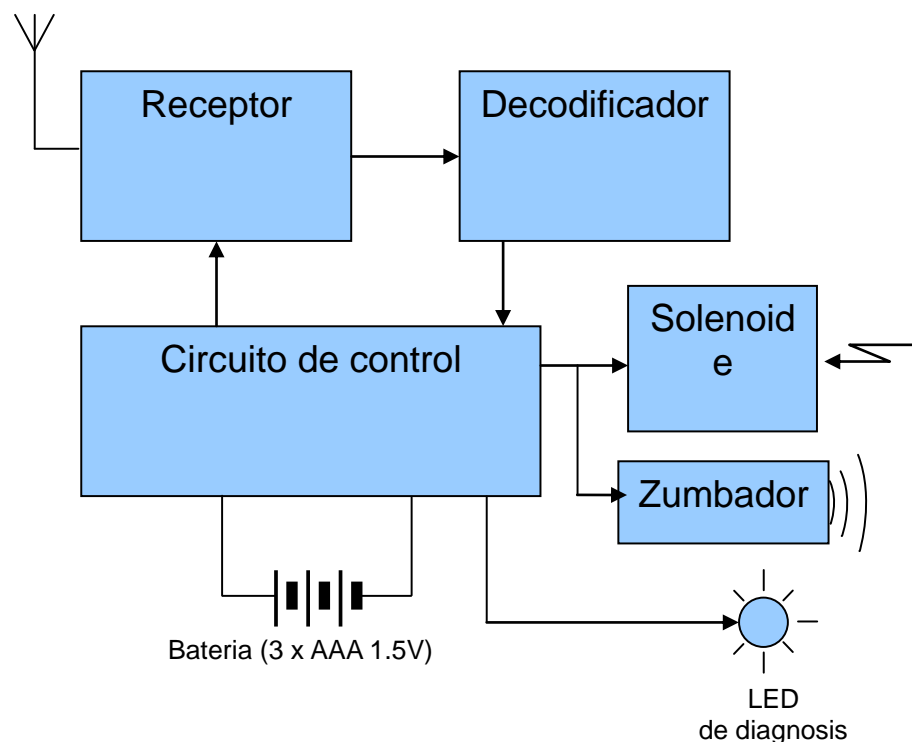 Receptor
Decodificador
Circuito de control
Solenoid
e
Zumbador
Bateria (3 x AAA 1.5V)
LED
de diagnosis